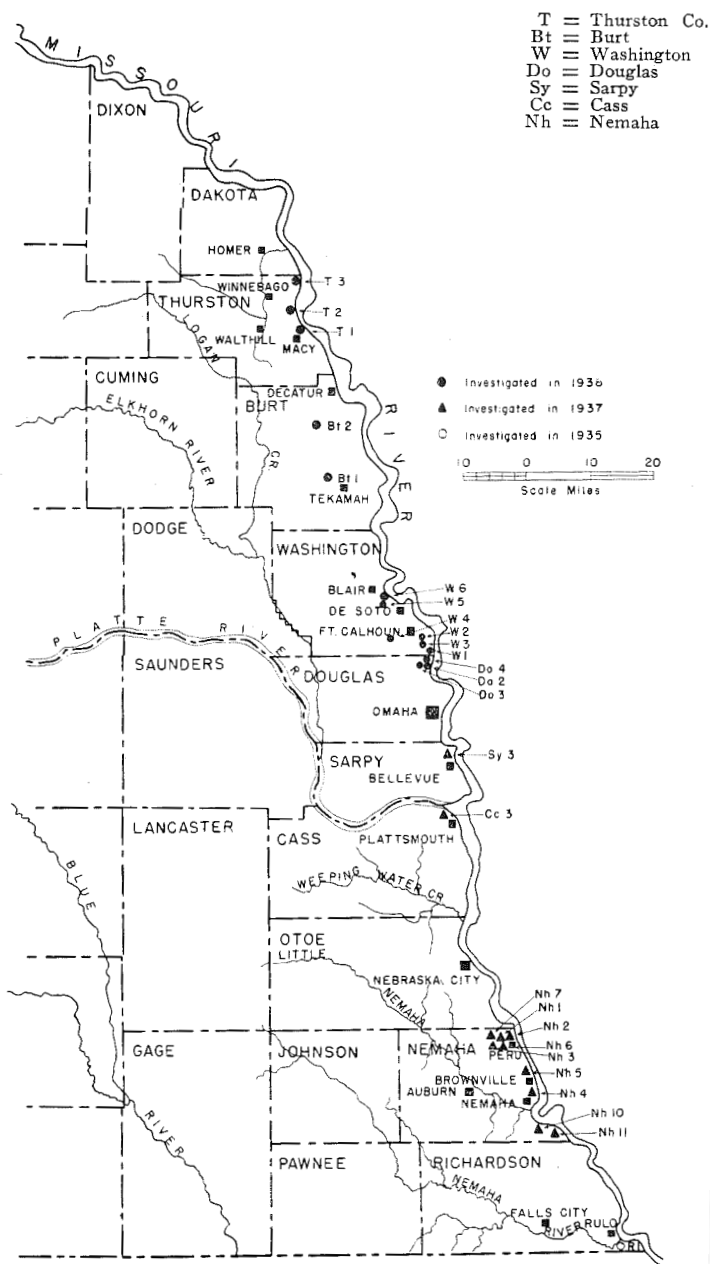 T = Thurston Co.
Bt = Burt
W = Washington
Do = Douglas
Sy = Sarpy
Cc = Cass
Nh = Nemaha
MISSOURI
DIXON
DAKOTA
HOMER
T 3
WINNEBAGO
THURSTON
T 2
LOGAN
T 1
WALTHILL
MACY
CUMING
DECATUR
BURT
ELKHORN RIVER
RIVER
Bt 2
CR.
Bt 1
TEKAMAH
Investigated in 1938
Investigated in 1937
Investigated in 1935
10 0 10 20
Scale Miles
DODGE
WASHINGTON
BLAIR
W 6
W 5
DE SOTO
W 4
FT. CALHOUN
W 2
W 3
W 1
PLATTE RIVER
SAUNDERS
DOUGLAS
Do 4
Da 2
Do 3
OMAHA
SARPY
Sy 3
BELLEVUE
LANCASTER
CASS
Cc 3
PLATTSMOUTH
BLUE
WEEPING WATER CR.
OTOE
LITTLE
NEBRASKA CITY
NEMAHA
Nh 7
Nh 1
Nh 2
GAGE
JOHNSON
NEMAHA
PERU
Nh 6
Nh 3
Nh 5
BROWNVILLE
AUBURN
NEMAHA
Nh 4
RIVER
Nh 10
Nh 11
PAWNEE
RICHARDSON
NEMAHA
FALLS CITY
RIVER
RULO